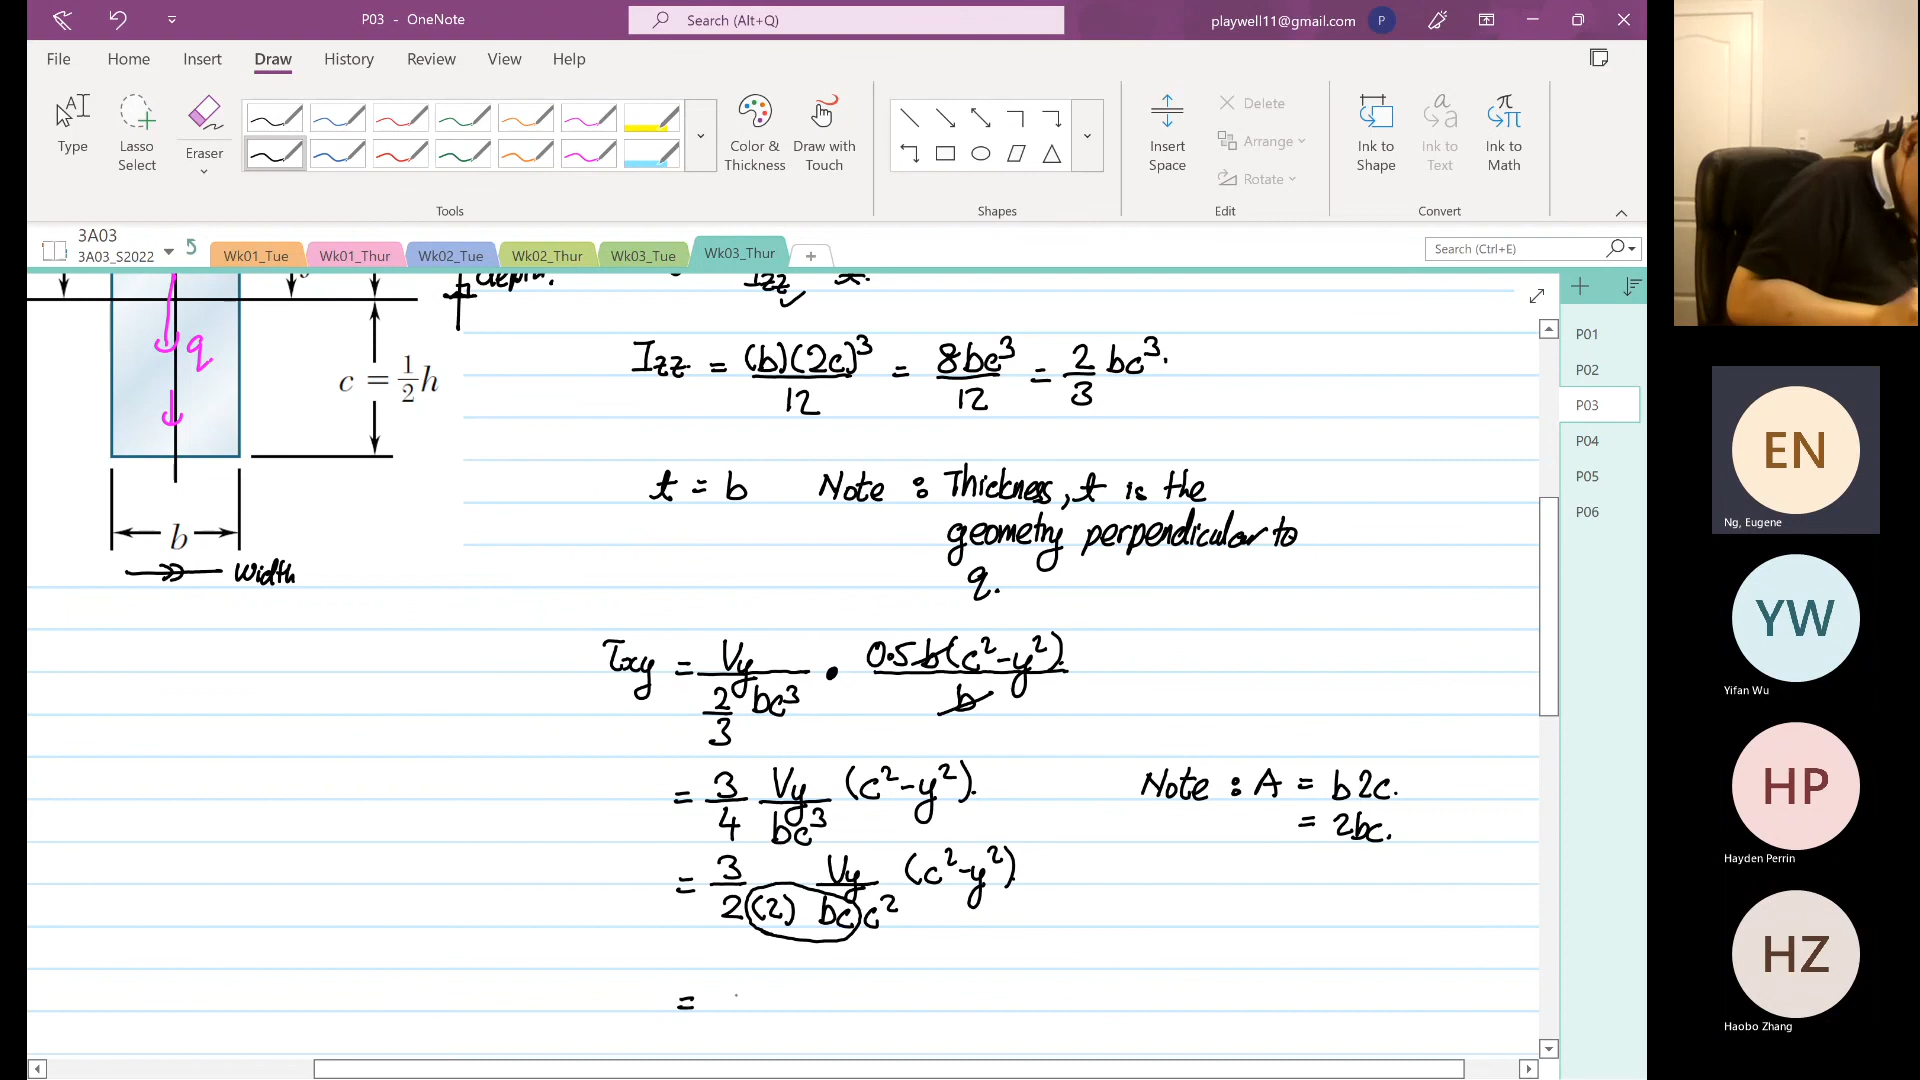 P03 - OneNote
Search (Alt+Q)
playwell11@gmail.com
P
File
Home
Insert
Draw
History
Review
View
Help
Type
Lasso Select
Eraser
Color & Thickness
Draw with Touch
Insert Space
Delete
Arrange
Rotate
Ink to Shape
Ink to Text
Ink to Math
Tools
Shapes
Edit
Convert
3A03
3A03_S2022
Wk01_Tue
Wk01_Thur
Wk02_Tue
Wk02_Thur
Wk03_Tue
Wk03_Thur
Search (Ctrl+E)
depth.
Izz
Izz = (b)(2c)³/12 = 8bc³/12 = 2/3 bc³.
q
c = 1/2 h
t = b Note : Thickness, t is the
geometry perpendicular to
q.
b
width
τxy = Vy/(2/3 bc³) • 0.5b(c²-y²)/b
= 3/4 Vy/bc³ (c²-y²).
Note : A = b2c.
= 2bc.
= 3/2(2) Vy/bc c² (c²-y²)
=
P01
P02
P03
P04
P05
P06
EN
Ng, Eugene
YW
Yifan Wu
HP
Hayden Perrin
HZ
Haobo Zhang